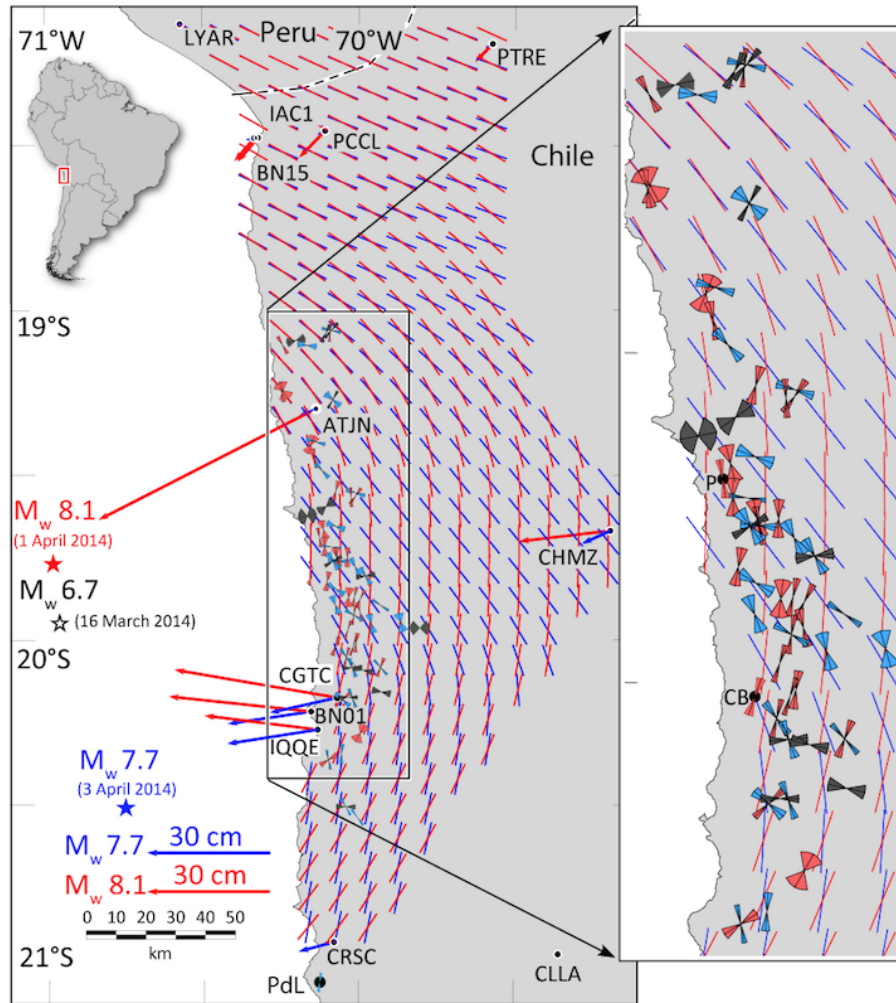 71°W
Peru
70°W
LYAR
PTRE
IAC1
PCCL
BN15
Chile
19°S
ATJN
Mw 8.1
(1 April 2014)
Mw 6.7
(16 March 2014)
CHMZ
20°S
CGTC
BN01
IQQE
Mw 7.7
(3 April 2014)
Mw 7.7
30 cm
Mw 8.1
30 cm
0 10 20 30 40 50
km
21°S
CRSC
CLLA
PdL
P
CB